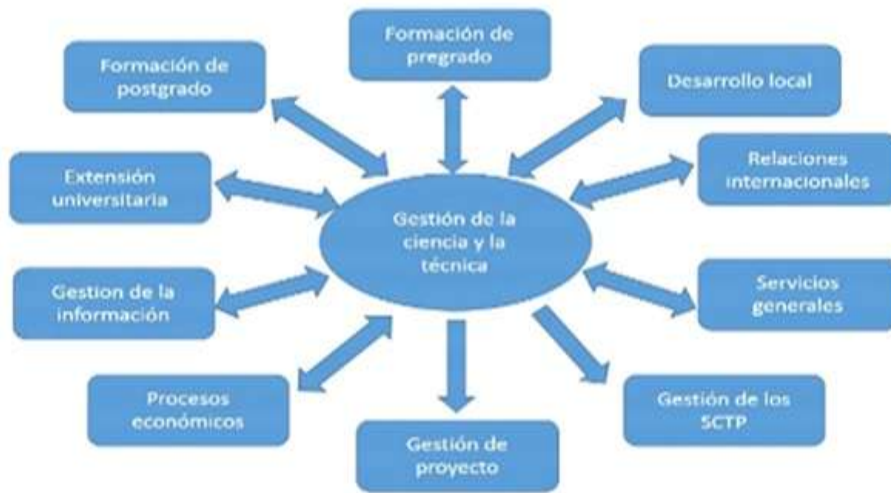 Formación de
pregrado
Formación de
postgrado
Desarrollo local
Relaciones
internacionales
Extensión
universitaria
Gestión de la
ciencia y la
técnica
Gestion de la
información
Servicios
generales
Procesos
económicos
Gestión de los
SCTP
Gestión de
proyecto